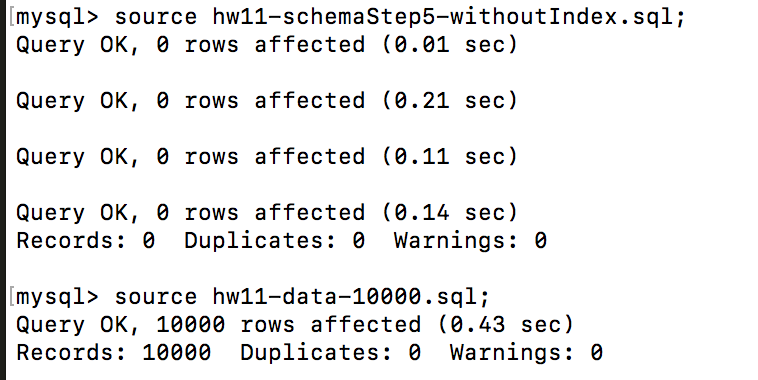 [mysql> source hw11-schemaStep5-withoutIndex.sql;
Query OK, 0 rows affected (0.01 sec)
Query OK, 0 rows affected (0.21 sec)
Query OK, 0 rows affected (0.11 sec)
Query OK, 0 rows affected (0.14 sec)
Records: 0  Duplicates: 0  Warnings: 0
[mysql> source hw11-data-10000.sql;
Query OK, 10000 rows affected (0.43 sec)
Records: 10000  Duplicates: 0  Warnings: 0